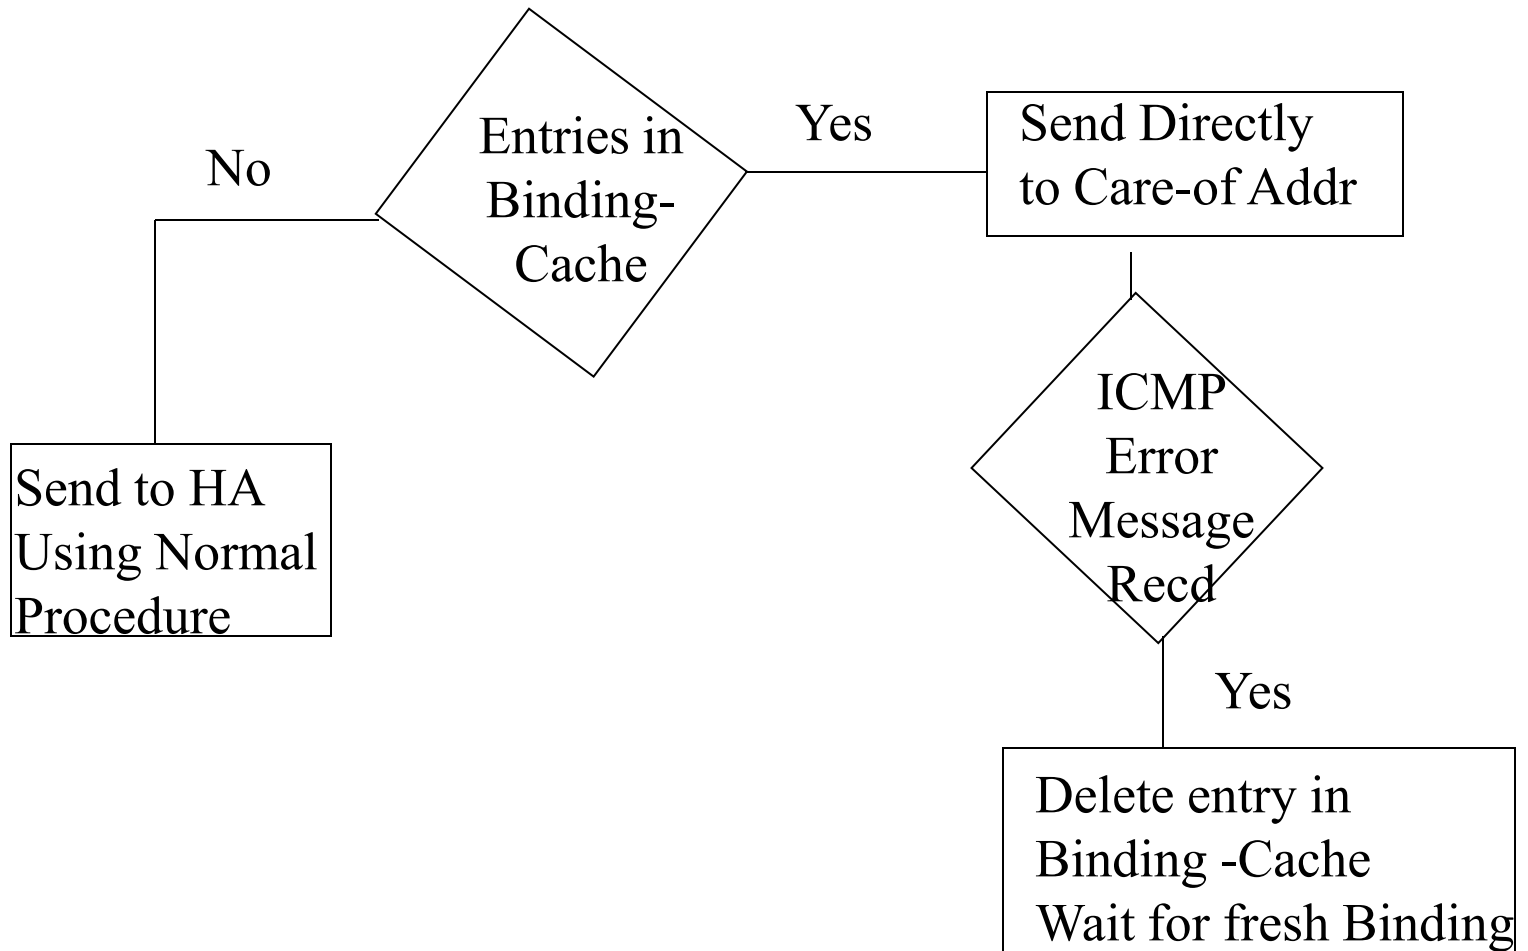 Entries in
Binding-
Cache
Yes
Send Directly
to Care-of Addr
No
ICMP
Error
Message
Recd
Send to HA
Using Normal
Procedure
Yes
Delete entry in
Binding -Cache
Wait for fresh Binding